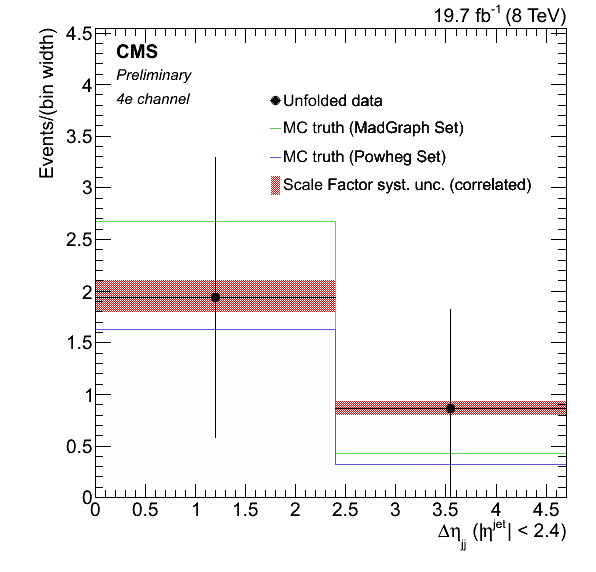 19.7 fb⁻¹ (8 TeV)
CMS
Preliminary
4e channel
Unfolded data
MC truth (MadGraph Set)
MC truth (Powheg Set)
Scale Factor syst. unc. (correlated)
Events/(bin width)
4.5
4
3.5
3
2.5
2
1.5
1
0.5
0
0 0.5 1 1.5 2 2.5 3 3.5 4 4.5
Δη_jj (|η^jet| < 2.4)